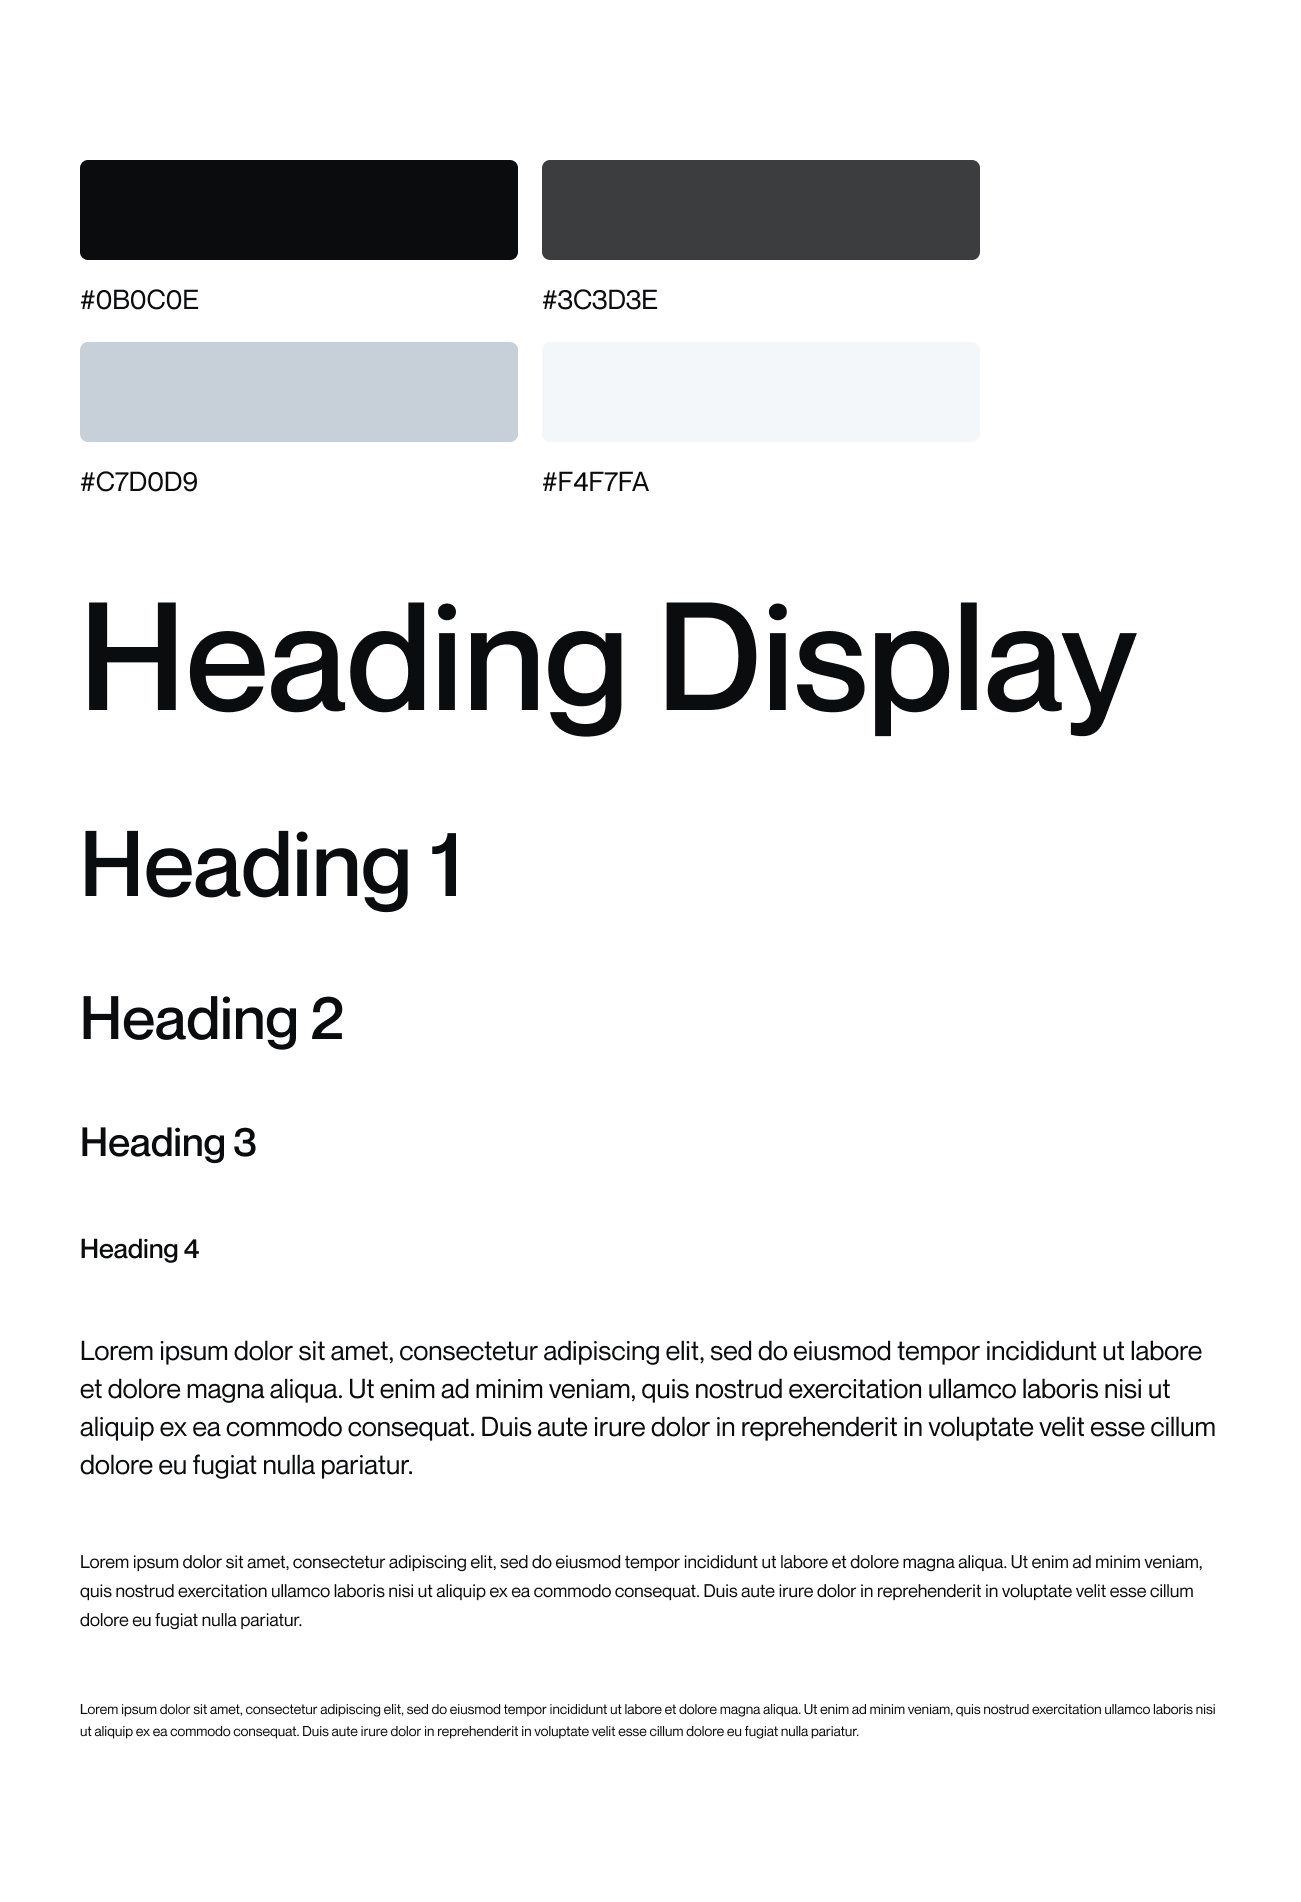 #0B0C0E
#3C3D3E
#C7D0D9
#F4F7FA
Heading Display
Heading 1
Heading 2
Heading 3
Heading 4
Lorem ipsum dolor sit amet, consectetur adipiscing elit, sed do eiusmod tempor incididunt ut labore
et dolore magna aliqua. Ut enim ad minim veniam, quis nostrud exercitation ullamco laboris nisi ut
aliquip ex ea commodo consequat. Duis aute irure dolor in reprehenderit in voluptate velit esse cillum
dolore eu fugiat nulla pariatur.
Lorem ipsum dolor sit amet, consectetur adipiscing elit, sed do eiusmod tempor incididunt ut labore et dolore magna aliqua. Ut enim ad minim veniam,
quis nostrud exercitation ullamco laboris nisi ut aliquip ex ea commodo consequat. Duis aute irure dolor in reprehenderit in voluptate velit esse cillum
dolore eu fugiat nulla pariatur.
Lorem ipsum dolor sit amet, consectetur adipiscing elit, sed do eiusmod tempor incididunt ut labore et dolore magna aliqua. Ut enim ad minim veniam, quis nostrud exercitation ullamco laboris nisi
ut aliquip ex ea commodo consequat. Duis aute irure dolor in reprehenderit in voluptate velit esse cillum dolore eu fugiat nulla pariatur.